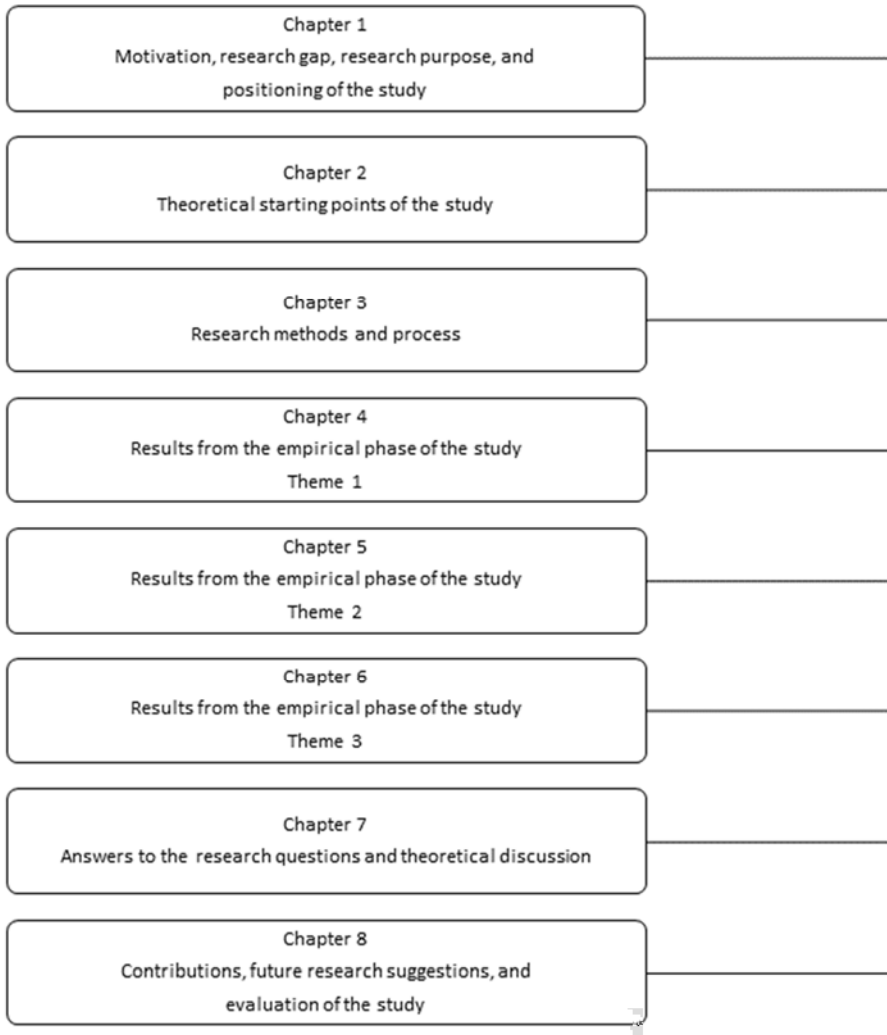 Chapter 1
Motivation, research gap, research purpose, and
positioning of the study
Chapter 2
Theoretical starting points of the study
Chapter 3
Research methods and process
Chapter 4
Results from the empirical phase of the study
Theme 1
Chapter 5
Results from the empirical phase of the study
Theme 2
Chapter 6
Results from the empirical phase of the study
Theme 3
Chapter 7
Answers to the research questions and theoretical discussion
Chapter 8
Contributions, future research suggestions, and
evaluation of the study